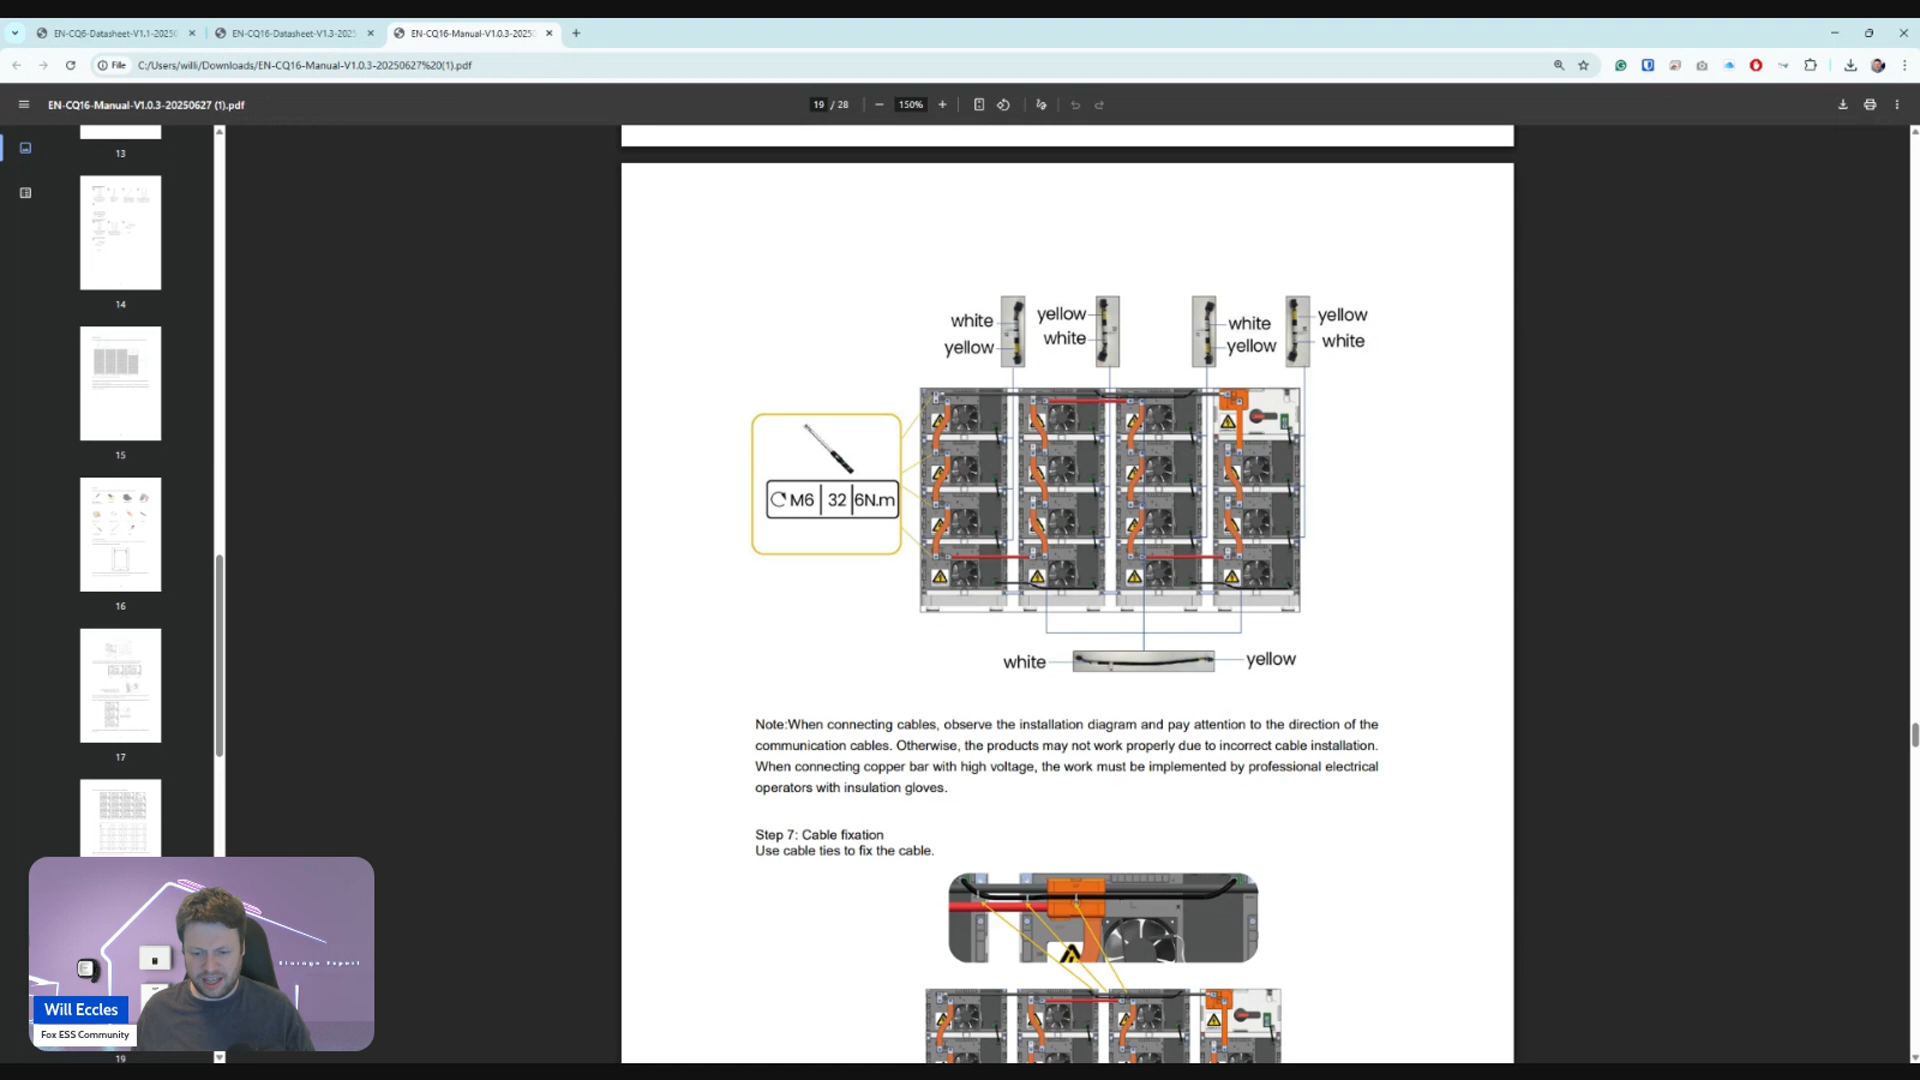 EN-CQ6-Datasheet-V1.1-2025
EN-CQ16-Datasheet-V1.3-2025
EN-CQ16-Manual-V1.0.3-2025
File
C:/Users/willi/Downloads/EN-CQ16-Manual-V1.0.3-20250627%20(1).pdf
EN-CQ16-Manual-V1.0.3-20250627 (1).pdf
19 / 28
150%
13
14
15
16
17
19
white
yellow
yellow
white
white
yellow
yellow
white
M6 32 6N.m
white
yellow
Note:When connecting cables, observe the installation diagram and pay attention to the direction of the
communication cables. Otherwise, the products may not work properly due to incorrect cable installation.
When connecting copper bar with high voltage, the work must be implemented by professional electrical
operators with insulation gloves.
Step 7: Cable fixation
Use cable ties to fix the cable.
Storage Expert
Will Eccles
Fox ESS Community